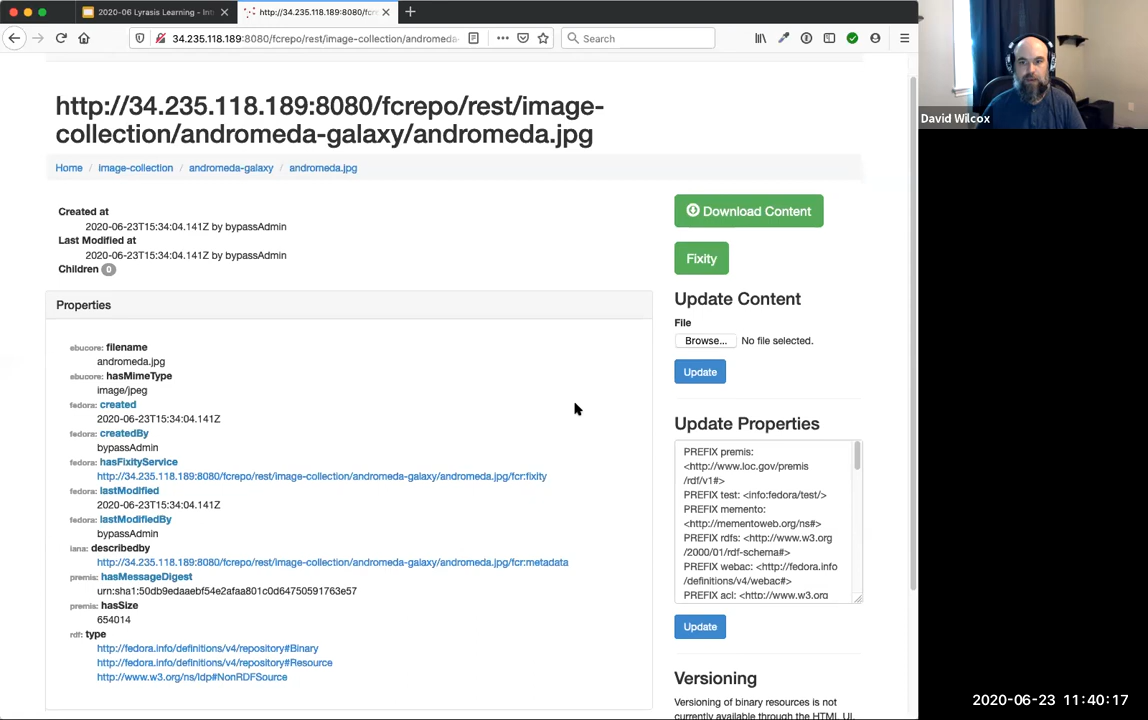 2020-06 Lyrasis Learning - Int
http://34.235.118.189:8080/fcr
34.235.118.189:8080/fcrepo/rest/image-collection/andromeda-
Search
http://34.235.118.189:8080/fcrepo/rest/image-
collection/andromeda-galaxy/andromeda.jpg
Home / image-collection / andromeda-galaxy / andromeda.jpg
Created at
2020-06-23T15:34:04.141Z by bypassAdmin
Last Modified at
2020-06-23T15:34:04.141Z by bypassAdmin
Children 0
Properties
ebucore: filename
andromeda.jpg
ebucore: hasMimeType
image/jpeg
fedora: created
2020-06-23T15:34:04.141Z
fedora: createdBy
bypassAdmin
fedora: hasFixityService
http://34.235.118.189:8080/fcrepo/rest/image-collection/andromeda-galaxy/andromeda.jpg/fcr:fixity
fedora: lastModified
2020-06-23T15:34:04.141Z
fedora: lastModifiedBy
bypassAdmin
iana: describedby
http://34.235.118.189:8080/fcrepo/rest/image-collection/andromeda-galaxy/andromeda.jpg/fcr:metadata
premis: hasMessageDigest
urn:sha1:50db9edaaebf54e2afaa801c0d64750591763e57
premis: hasSize
654014
rdf: type
http://fedora.info/definitions/v4/repository#Binary
http://fedora.info/definitions/v4/repository#Resource
http://www.w3.org/ns/ldp#NonRDFSource
Download Content
Fixity
Update Content
File
Browse... No file selected.
Update
Update Properties
PREFIX premis:
<http://www.loc.gov/premis
/rdf/v1#>
PREFIX test: <info:fedora/test/>
PREFIX memento:
<http://mementoweb.org/ns#>
PREFIX rdfs: <http://www.w3.org
/2000/01/rdf-schema#>
PREFIX webac: <http://fedora.info
/definitions/v4/webac#>
PREFIX acl: <http://www.w3.org
Update
Versioning
Versioning of binary resources is not
currently available through the HTML UI.
David Wilcox
2020-06-23 11:40:17